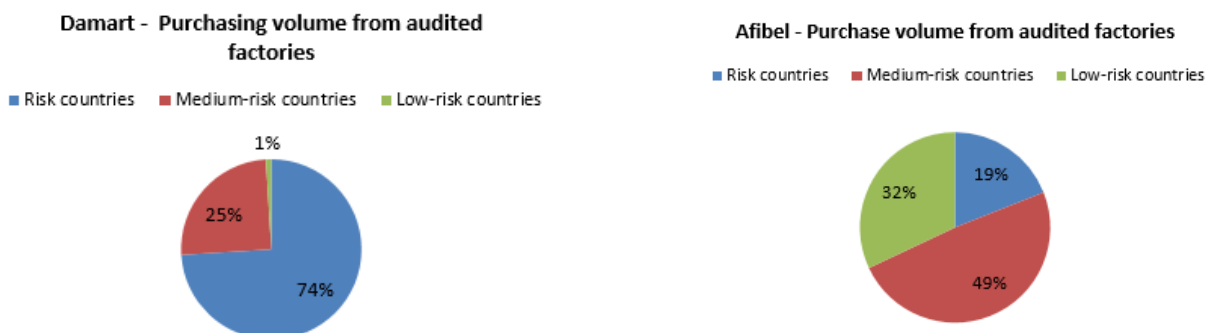 Damart - Purchasing volume from audited
factories
Risk countries Medium-risk countries Low-risk countries
1%
25%
74%
Afibel - Purchase volume from audited factories
Risk countries Medium-risk countries Low-risk countries
19%
32%
49%